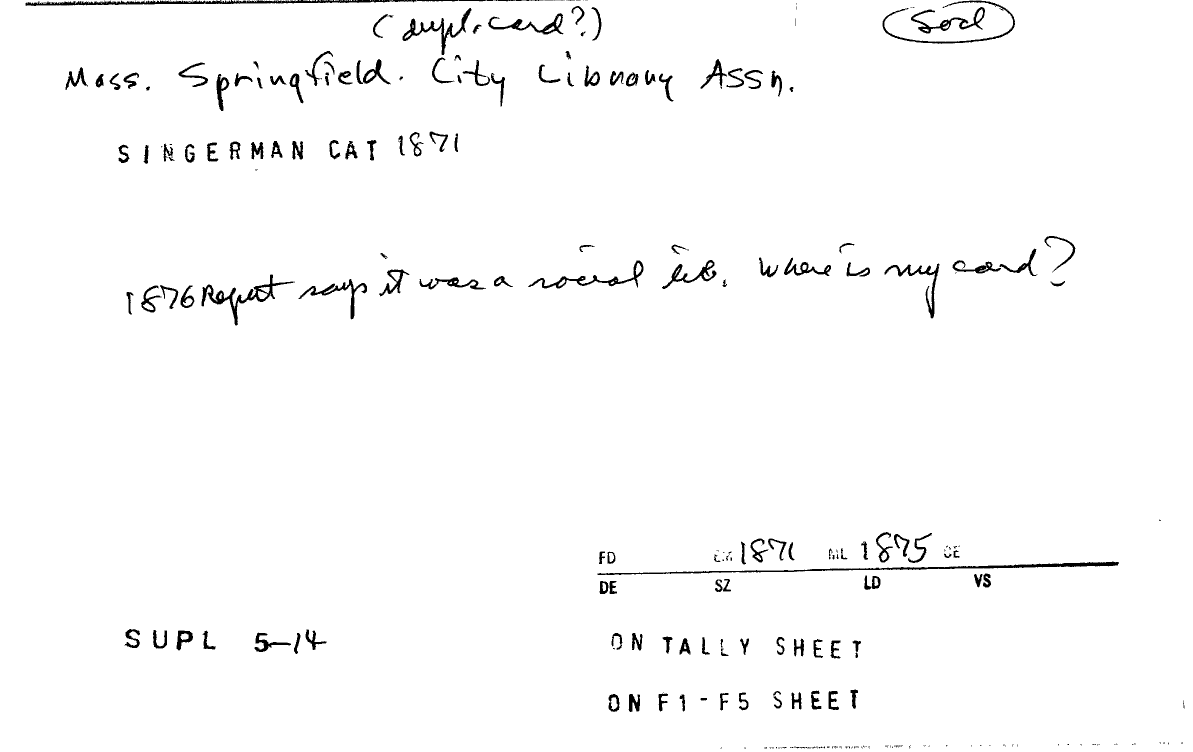 (dupl. card?) Socl
Mass. Springfield. City Library Assn.
SINGERMAN CAT 1871
1876 Report says it was a social lib. Where is my card?
FD EM 1871 ML 1875 CE
DE SZ LD VS
SUPL 5-14 ON TALLY SHEET
ON F1-F5 SHEET